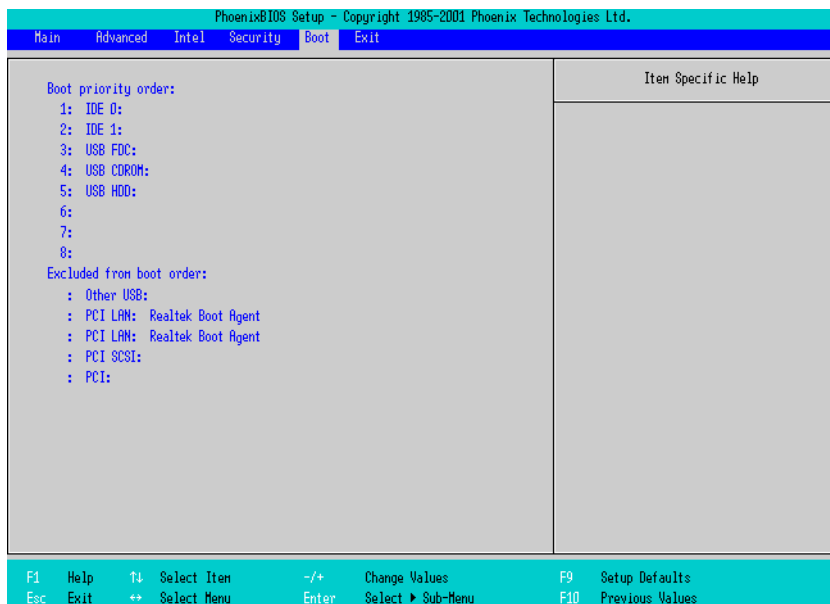 PhoenixBIOS Setup - Copyright 1985-2001 Phoenix Technologies Ltd.
Main Advanced Intel Security Boot Exit
Item Specific Help
Boot priority order:
1: IDE 0:
2: IDE 1:
3: USB FDC:
4: USB CDROM:
5: USB HDD:
6:
7:
8:
Excluded from boot order:
: Other USB:
: PCI LAN: Realtek Boot Agent
: PCI LAN: Realtek Boot Agent
: PCI SCSI:
: PCI:
F1 Help ↑↓ Select Item -/+ Change Values F9 Setup Defaults
Esc Exit ↔ Select Menu Enter Select ▶ Sub-Menu F10 Previous Values